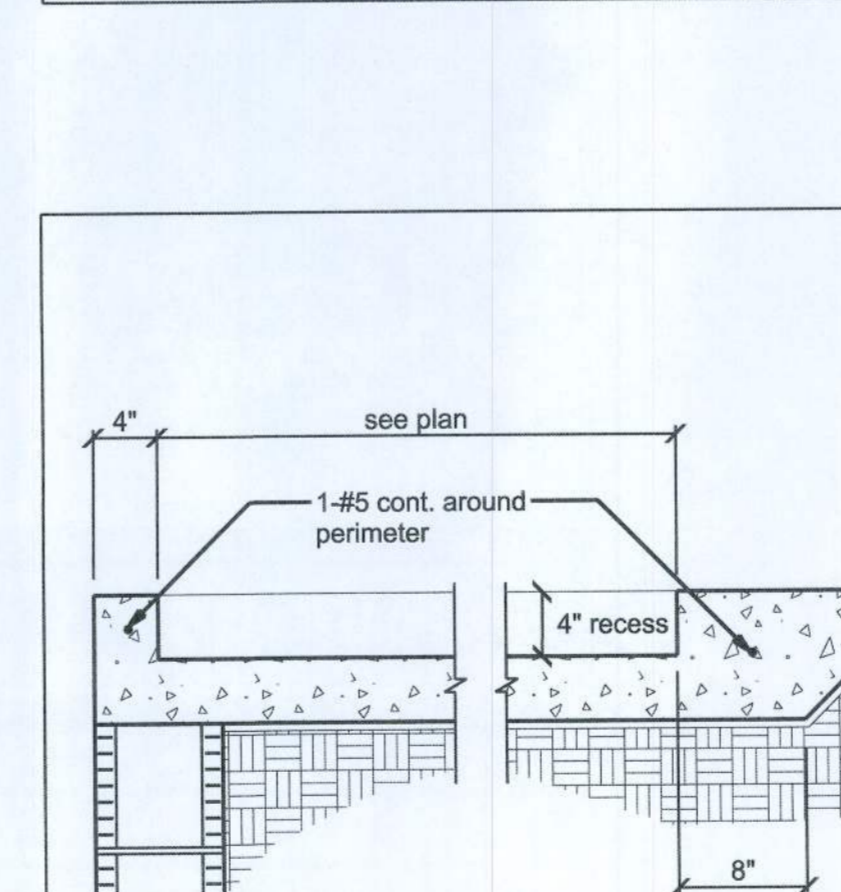 4"
see plan
1-#5 cont. around
perimeter
4" recess
8"